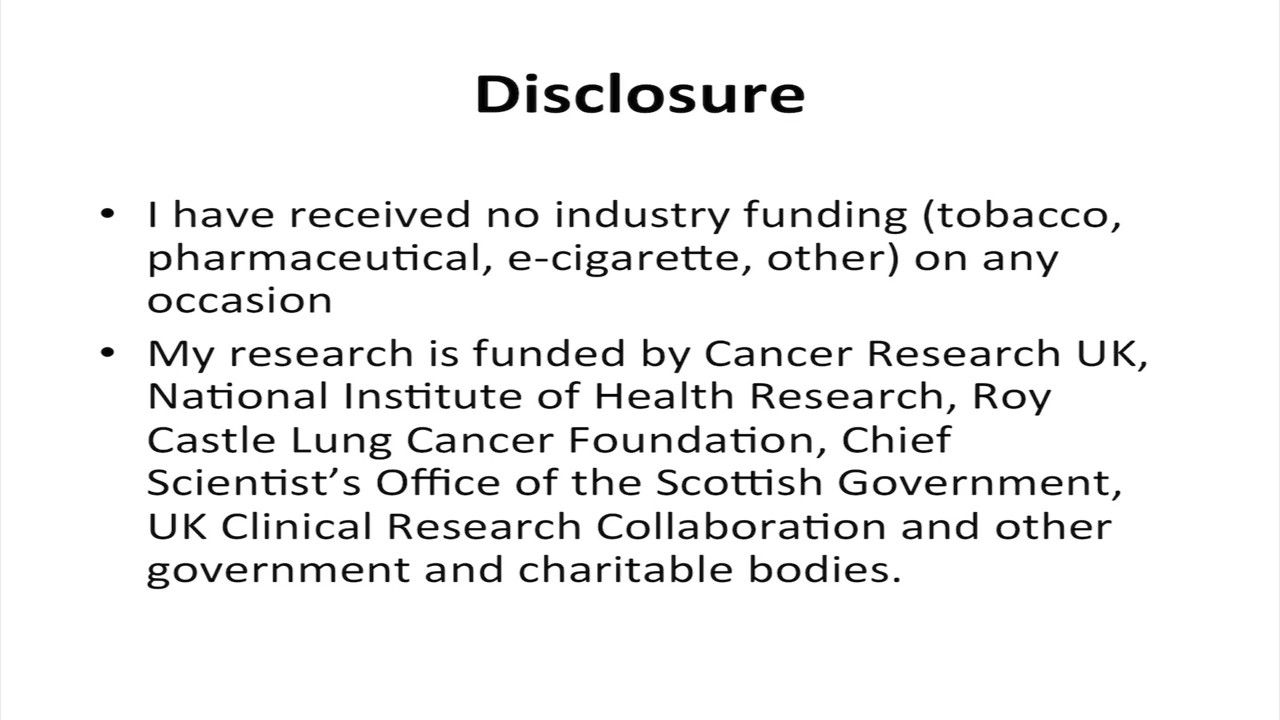 Disclosure
• I have received no industry funding (tobacco,
pharmaceutical, e-cigarette, other) on any
occasion
• My research is funded by Cancer Research UK,
National Institute of Health Research, Roy
Castle Lung Cancer Foundation, Chief
Scientist’s Office of the Scottish Government,
UK Clinical Research Collaboration and other
government and charitable bodies.